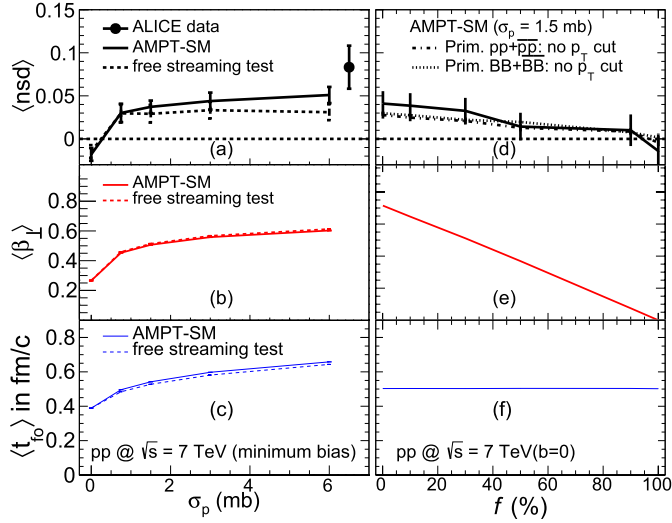 ⟨nsd⟩
0.1
0.05
0
ALICE data
AMPT-SM
free streaming test
(a)
AMPT-SM (σp = 1.5 mb)
Prim. pp+p̅p̅: no pT cut
Prim. BB+B̅B̅: no pT cut
(d)
⟨β⊥⟩
0.8
0.6
0.4
0.2
AMPT-SM
free streaming test
(b)
(e)
⟨tfo⟩ in fm/c
0.8
0.6
0.4
0.2
0
AMPT-SM
free streaming test
(c)
pp @ √s = 7 TeV (minimum bias)
(f)
pp @ √s = 7 TeV(b=0)
0 2 4 6
σp (mb)
0 20 40 60 80 100
f (%)